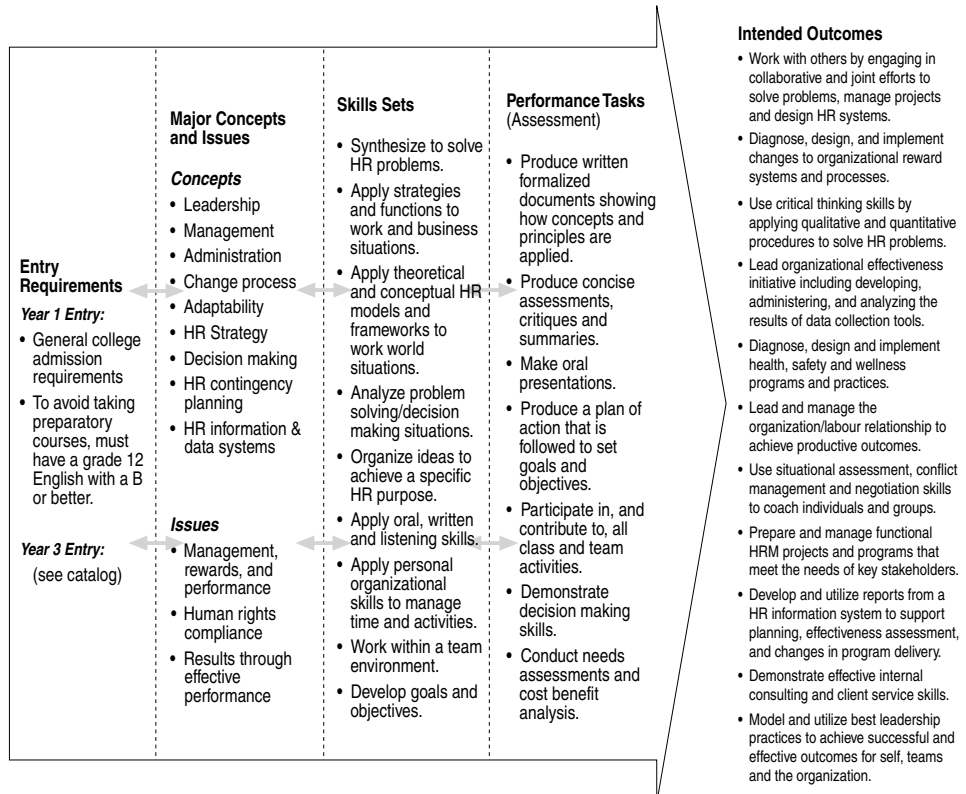 Entry
Requirements
Year 1 Entry:
• General college
admission
requirements
• To avoid taking
preparatory
courses, must
have a grade 12
English with a B
or better.
Year 3 Entry:
(see catalog)
Major Concepts
and Issues
Concepts
• Leadership
• Management
• Administration
• Change process
• Adaptability
• HR Strategy
• Decision making
• HR contingency
planning
• HR information &
data systems
Issues
• Management,
rewards, and
performance
• Human rights
compliance
• Results through
effective
performance
Skills Sets
• Synthesize to solve
HR problems.
• Apply strategies
and functions to
work and business
situations.
• Apply theoretical
and conceptual HR
models and
frameworks to
work world
situations.
• Analyze problem
solving/decision
making situations.
• Organize ideas to
achieve a specific
HR purpose.
• Apply oral, written
and listening skills.
• Apply personal
organizational
skills to manage
time and activities.
• Work within a team
environment.
• Develop goals and
objectives.
Performance Tasks
(Assessment)
• Produce written
formalized
documents showing
how concepts and
principles are
applied.
• Produce concise
assessments,
critiques and
summaries.
• Make oral
presentations.
• Produce a plan of
action that is
followed to set
goals and
objectives.
• Participate in, and
contribute to, all
class and team
activities.
• Demonstrate
decision making
skills.
• Conduct needs
assessments and
cost benefit
analysis.
Intended Outcomes
• Work with others by engaging in
collaborative and joint efforts to
solve problems, manage projects
and design HR systems.
• Diagnose, design, and implement
changes to organizational reward
systems and processes.
• Use critical thinking skills by
applying qualitative and quantitative
procedures to solve HR problems.
• Lead organizational effectiveness
initiative including developing,
administering, and analyzing the
results of data collection tools.
• Diagnose, design and implement
health, safety and wellness
programs and practices.
• Lead and manage the
organization/labour relationship to
achieve productive outcomes.
• Use situational assessment, conflict
management and negotiation skills
to coach individuals and groups.
• Prepare and manage functional
HRM projects and programs that
meet the needs of key stakeholders.
• Develop and utilize reports from a
HR information system to support
planning, effectiveness assessment,
and changes in program delivery.
• Demonstrate effective internal
consulting and client service skills.
• Model and utilize best leadership
practices to achieve successful and
effective outcomes for self, teams
and the organization.